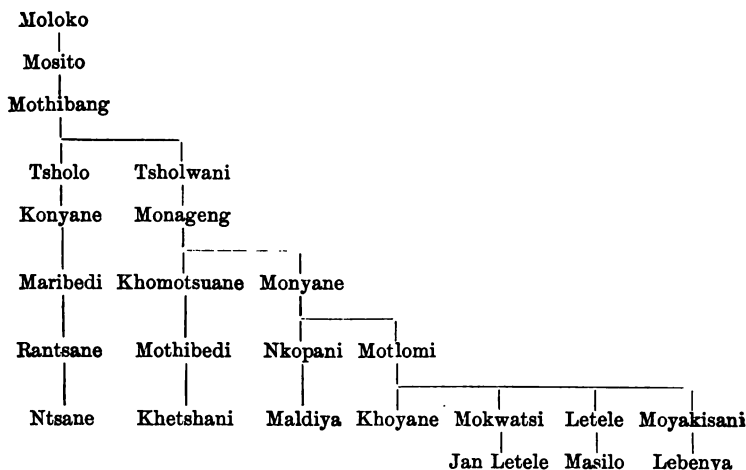 Moloko
Mosito
Mothibang
Tsholo Tsholwani
Konyane Monageng
Maribedi Khomotsuane Monyane
Rantsane Mothibedi Nkopani Motlomi
Ntsane Khetshani Maldiya Khoyane Mokwatsi Letele Moyakisani
Jan Letele Masilo Lebenya